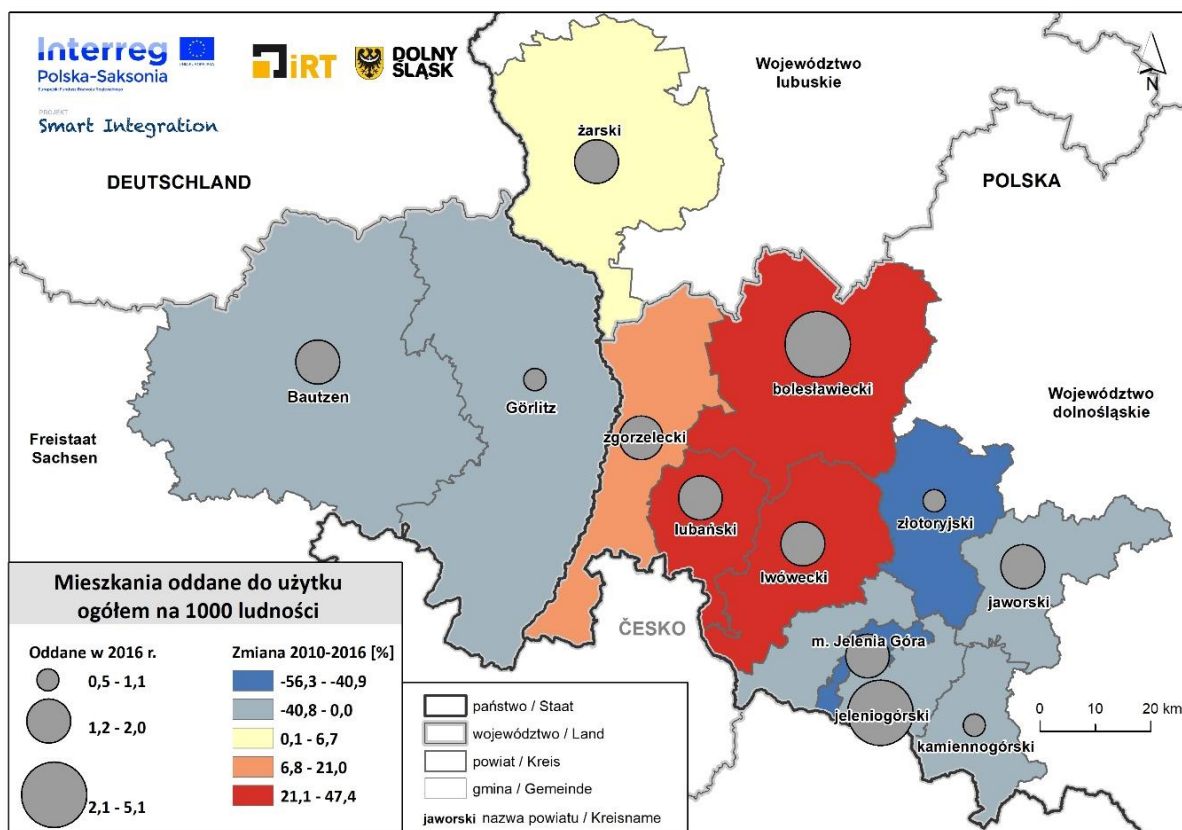 Interreg
Polska-Saksonia
PROJEKT
Smart Integration
iRT
DOLNY
ŚLĄSK
Województwo
lubuskie
N
żarski
DEUTSCHLAND
POLSKA
bolesławiecki
Bautzen
Görlitz
Województwo
dolnośląskie
Freistaat
Sachsen
zgorzelecki
lubański
złotoryjski
lwówecki
jaworski
ČESKO
m. Jelenia Góra
jeleniogórski
kamiennogórski
0 10 20 km
Mieszkania oddane do użytku
ogółem na 1000 ludności
Oddane w 2016 r.
0,5 - 1,1
1,2 - 2,0
2,1 - 5,1
Zmiana 2010-2016 [%]
-56,3 - -40,9
-40,8 - 0,0
0,1 - 6,7
6,8 - 21,0
21,1 - 47,4
państwo / Staat
województwo / Land
powiat / Kreis
gmina / Gemeinde
jaworski nazwa powiatu / Kreisname